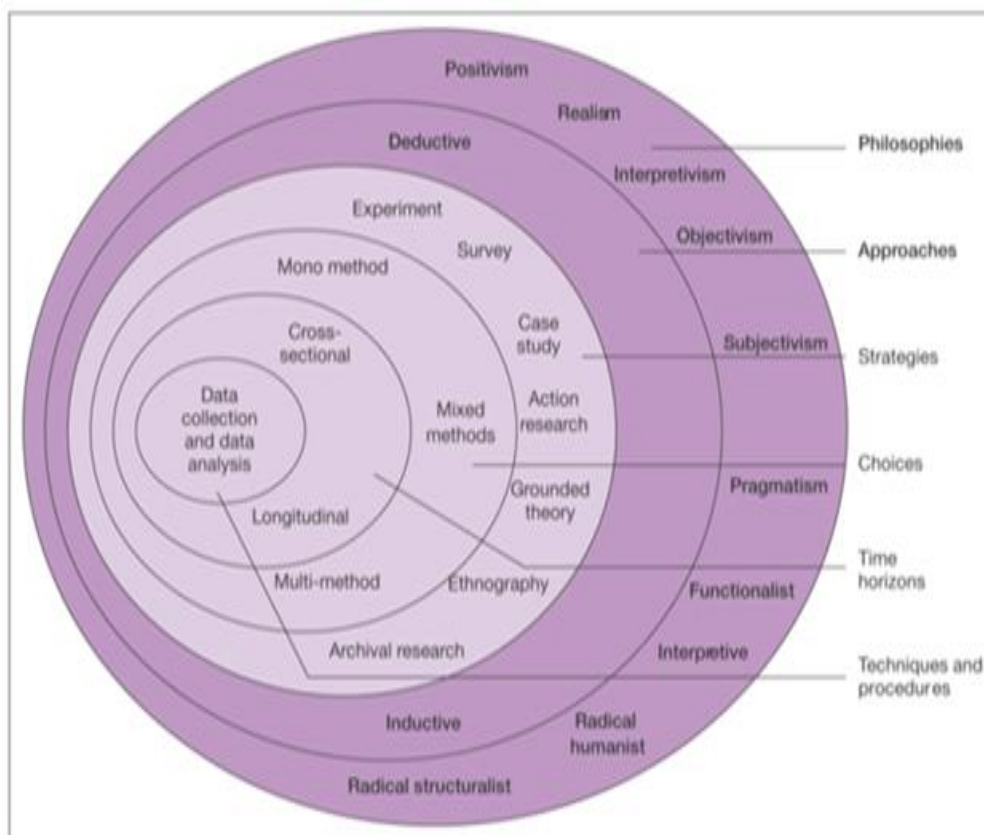 Positivism
Realism
Philosophies
Deductive
Interpretivism
Experiment
Objectivism
Survey
Approaches
Mono method
Cross-
sectional
Case
study
Subjectivism
Strategies
Data
collection
and data
analysis
Mixed
methods
Action
research
Choices
Pragmatism
Grounded
theory
Longitudinal
Time
horizons
Multi-method
Ethnography
Functionalist
Archival research
Interpretive
Techniques and
procedures
Inductive
Radical
humanist
Radical structuralist